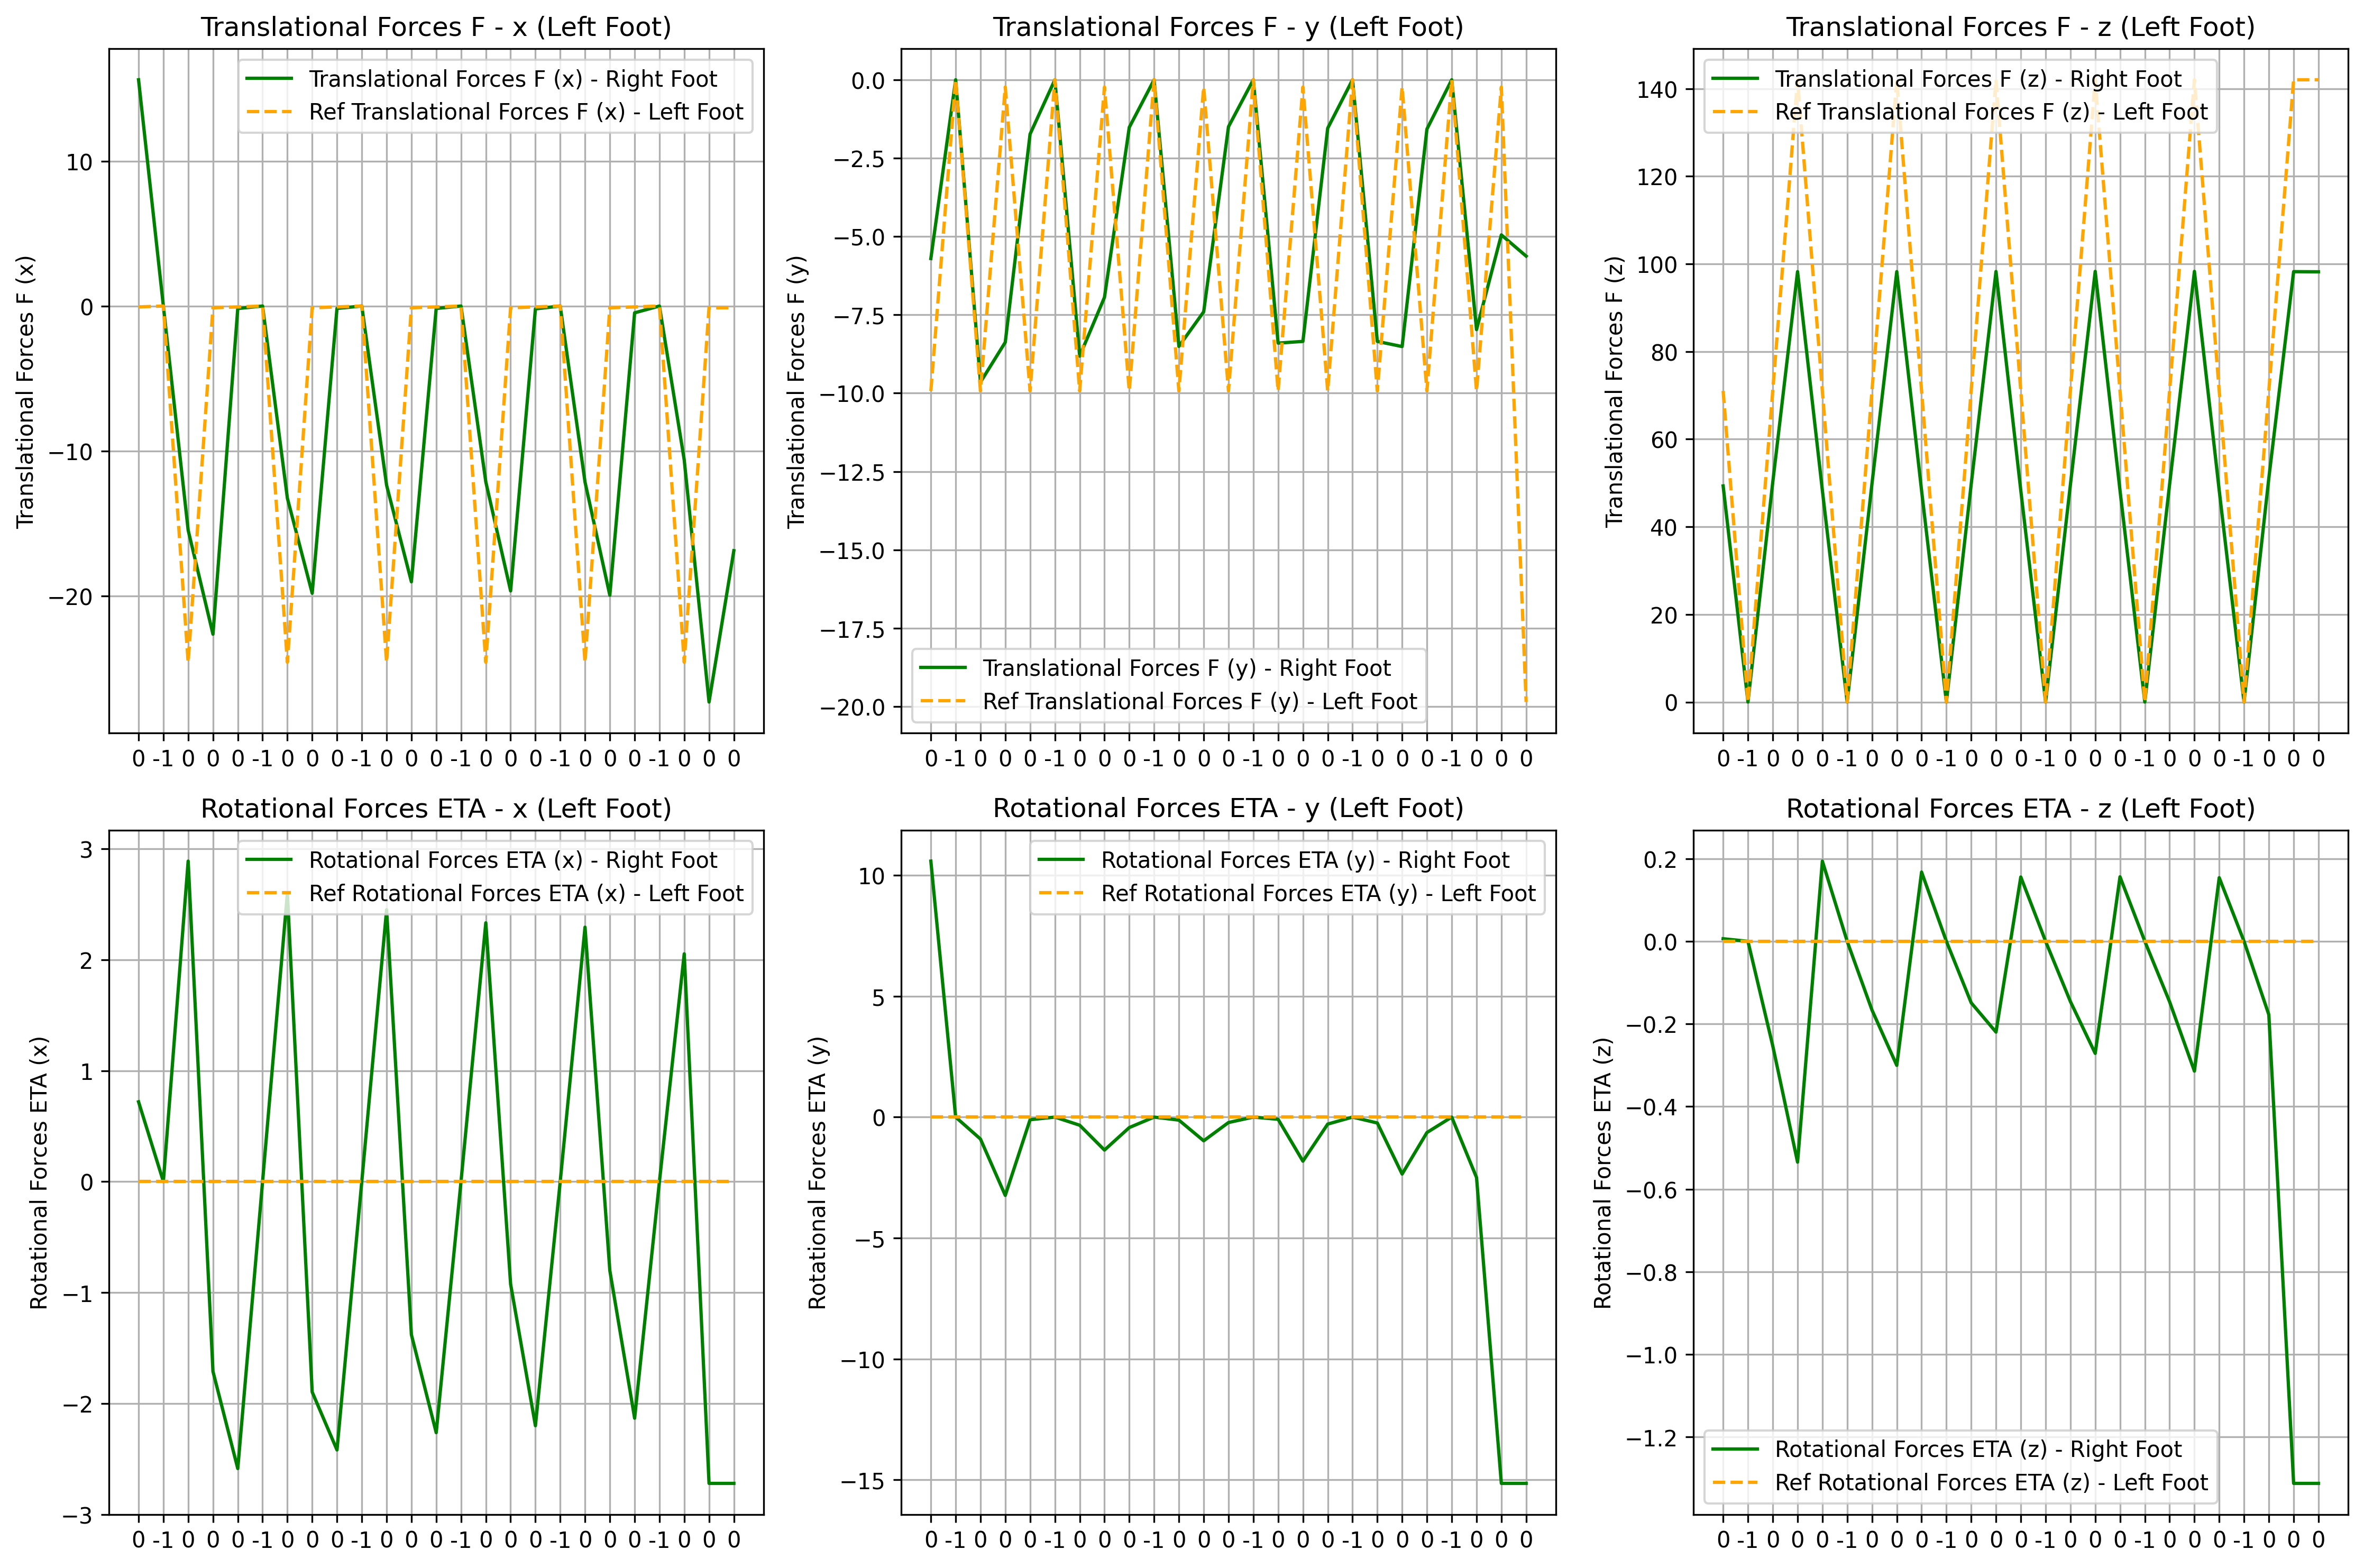 Translational Forces F - x (Left Foot)
Translational Forces F (x) - Right Foot
Ref Translational Forces F (x) - Left Foot
Translational Forces F (x)
10
0
−10
−20
0 -1 0 0 0 -1 0 0 0 -1 0 0 0 -1 0 0 0 -1 0 0 0 -1 0 0 0
Translational Forces F - y (Left Foot)
Translational Forces F (y)
0.0
−2.5
−5.0
−7.5
−10.0
−12.5
−15.0
−17.5
−20.0
Translational Forces F (y) - Right Foot
Ref Translational Forces F (y) - Left Foot
0 -1 0 0 0 -1 0 0 0 -1 0 0 0 -1 0 0 0 -1 0 0 0 -1 0 0 0
Translational Forces F - z (Left Foot)
Translational Forces F (z) - Right Foot
Ref Translational Forces F (z) - Left Foot
Translational Forces F (z)
140
120
100
80
60
40
20
0
0 -1 0 0 0 -1 0 0 0 -1 0 0 0 -1 0 0 0 -1 0 0 0 -1 0 0 0
Rotational Forces ETA - x (Left Foot)
Rotational Forces ETA (x) - Right Foot
Ref Rotational Forces ETA (x) - Left Foot
Rotational Forces ETA (x)
3
2
1
0
−1
−2
−3
0 -1 0 0 0 -1 0 0 0 -1 0 0 0 -1 0 0 0 -1 0 0 0 -1 0 0 0
Rotational Forces ETA - y (Left Foot)
Rotational Forces ETA (y) - Right Foot
Ref Rotational Forces ETA (y) - Left Foot
Rotational Forces ETA (y)
10
5
0
−5
−10
−15
0 -1 0 0 0 -1 0 0 0 -1 0 0 0 -1 0 0 0 -1 0 0 0 -1 0 0 0
Rotational Forces ETA - z (Left Foot)
Rotational Forces ETA (z)
0.2
0.0
−0.2
−0.4
−0.6
−0.8
−1.0
−1.2
Rotational Forces ETA (z) - Right Foot
Ref Rotational Forces ETA (z) - Left Foot
0 -1 0 0 0 -1 0 0 0 -1 0 0 0 -1 0 0 0 -1 0 0 0 -1 0 0 0